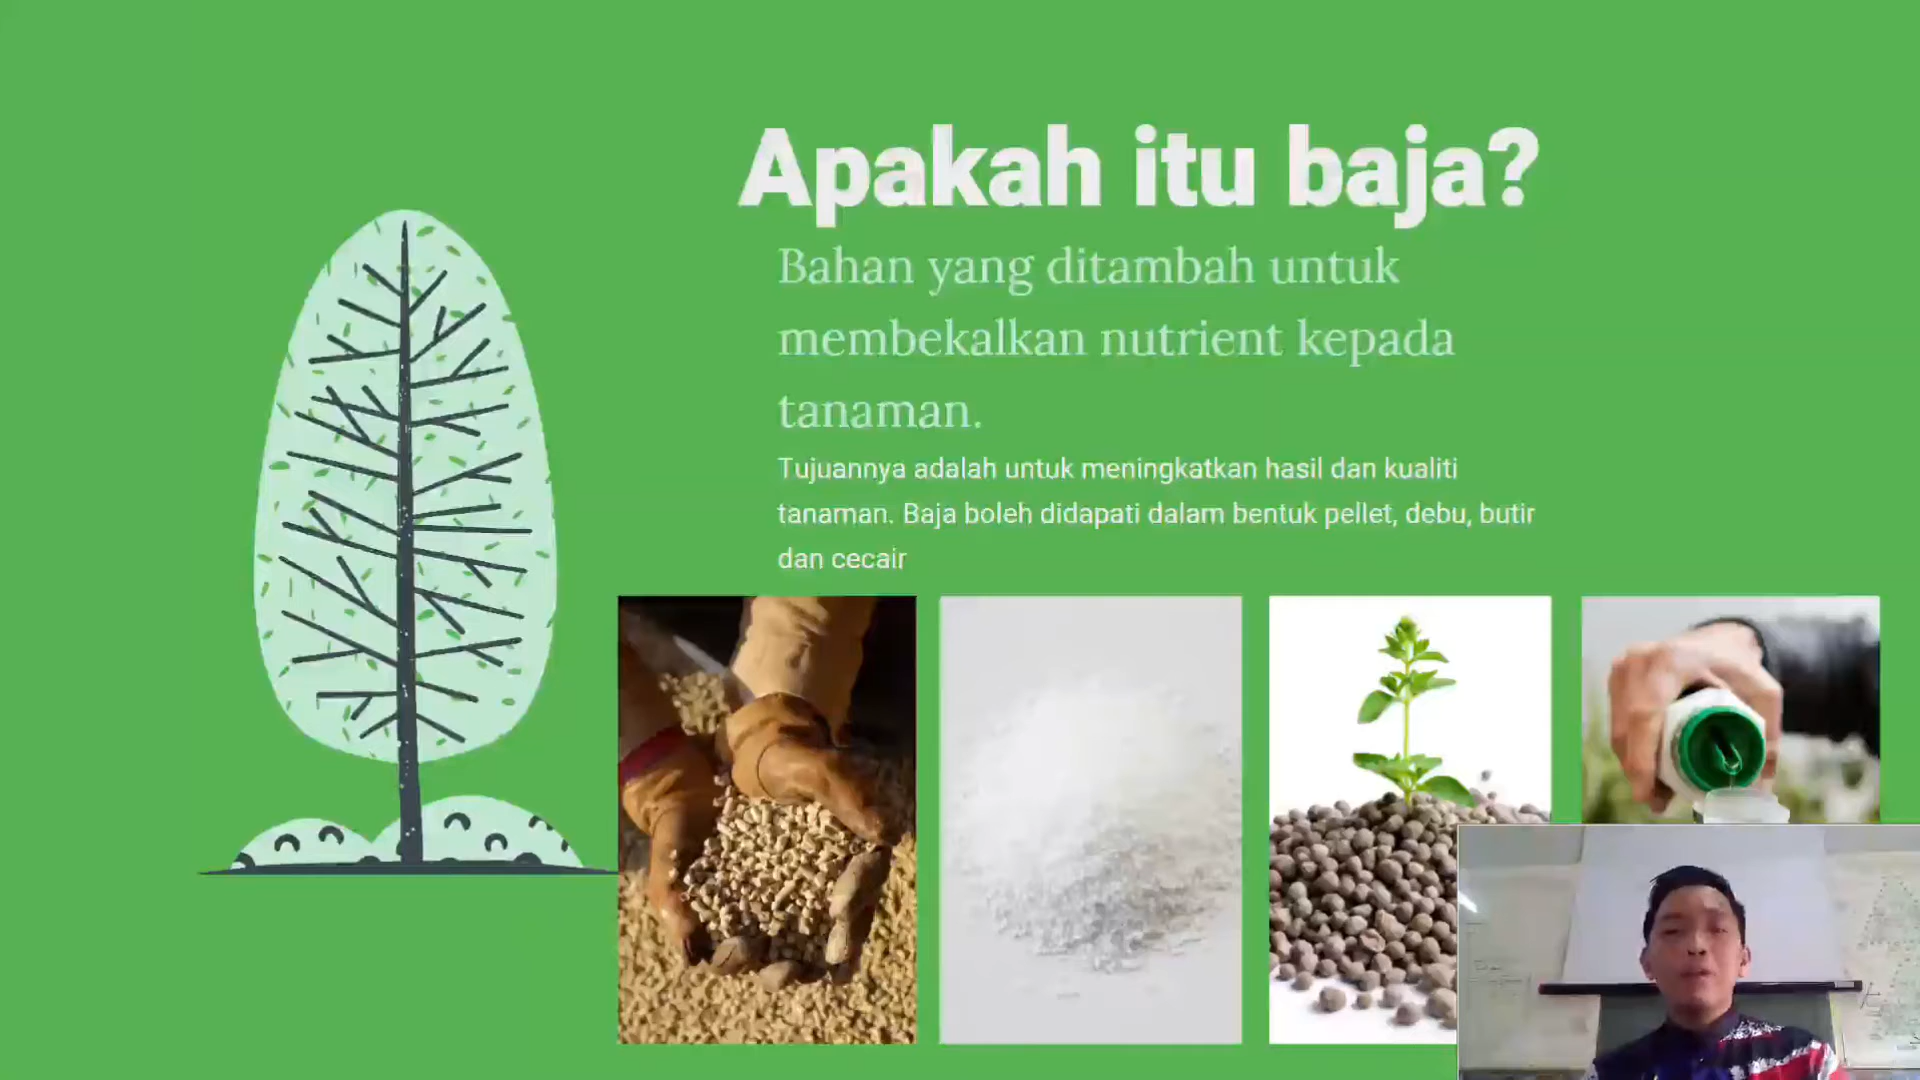 Apakah itu baja?
Bahan yang ditambah untuk
membekalkan nutrient kepada
tanaman.
Tujuannya adalah untuk meningkatkan hasil dan kualiti
tanaman. Baja boleh didapati dalam bentuk pellet, debu, butir
dan cecair